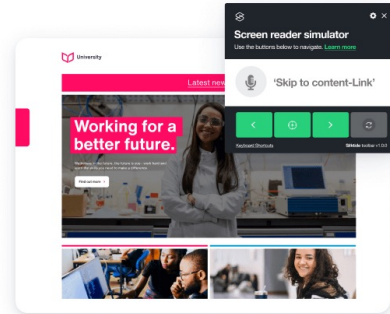 Screen reader simulator
Use the buttons below to navigate. Learn more
'Skip to content-Link'
Keyboard Shortcuts
toolbar v1.0.0
University
Latest new
Working for a
better future.
Find out more